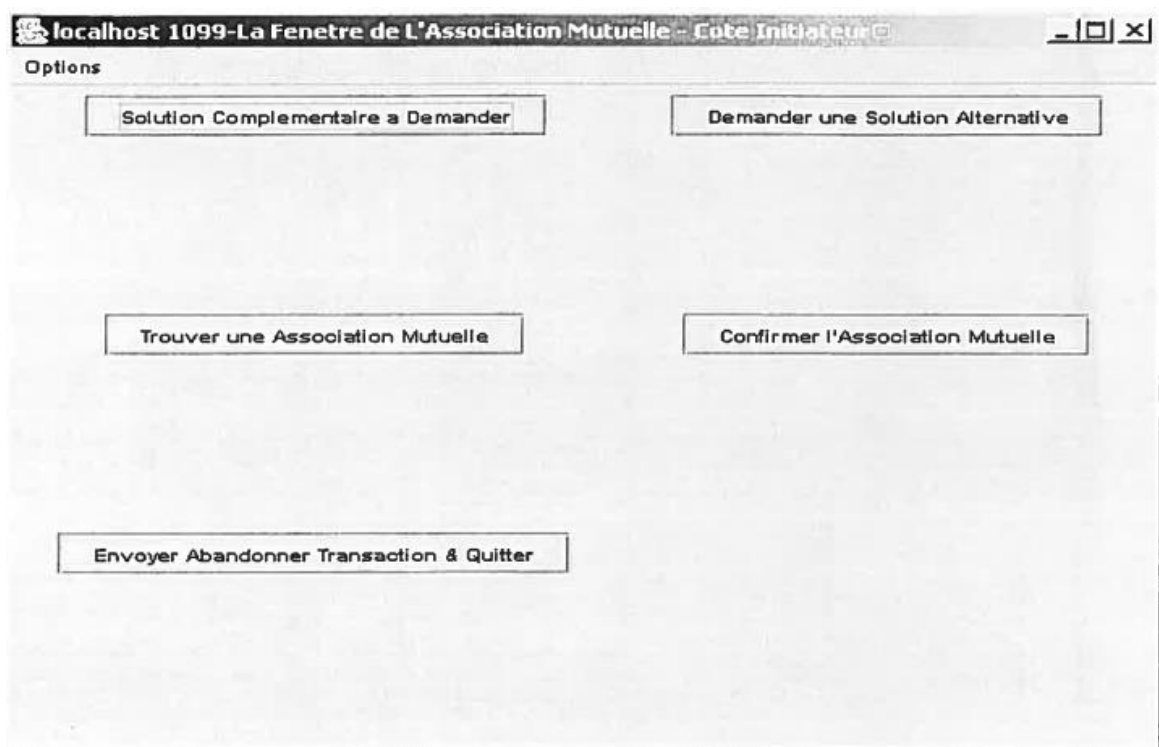 localhost 1099-La Fenetre de L'Association Mutuelle - Cote Initiateur
Options
Solution Complementaire a Demander
Demander une Solution Alternative
Trouver une Association Mutuelle
Confirmer l'Association Mutuelle
Envoyer Abandonner Transaction & Quitter